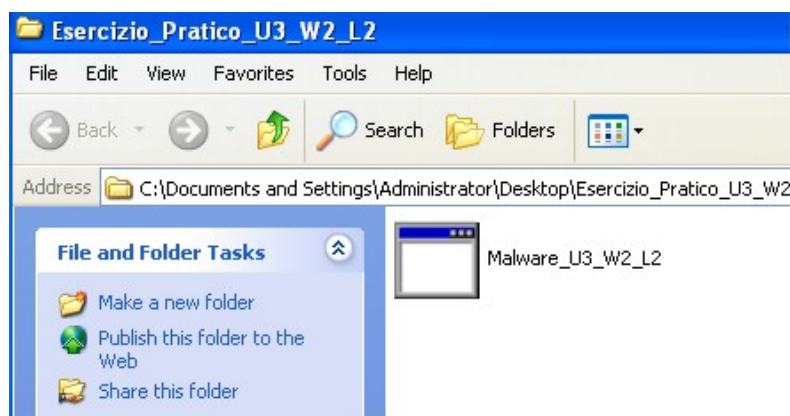 Esercizio_Pratico_U3_W2_L2
File Edit View Favorites Tools Help
Back Search Folders
Address C:\Documents and Settings\Administrator\Desktop\Esercizio_Pratico_U3_W2
File and Folder Tasks
Malware_U3_W2_L2
Make a new folder
Publish this folder to the
Web
Share this folder